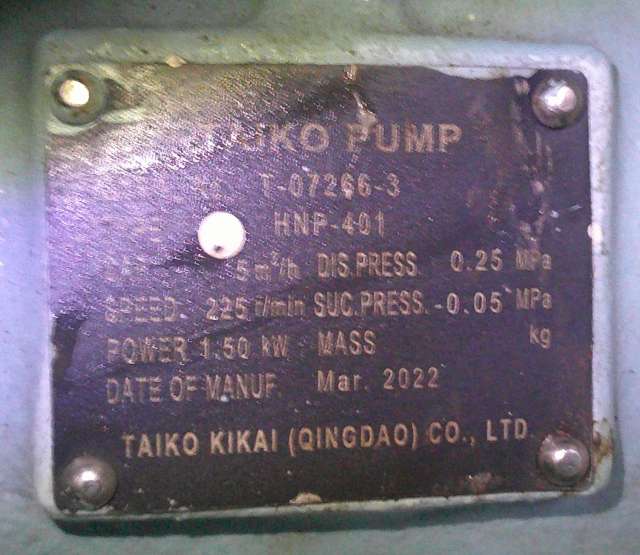 TAIKO PUMP
T-07266-3
HNP-401
5 m³/h DIS.PRESS. 0.25 MPa
SPEED. 225 r/min SUC.PRESS. -0.05 MPa
POWER 1.50 kW MASS kg
DATE OF MANUF. Mar. 2022
TAIKO KIKAI (QINGDAO) CO., LTD